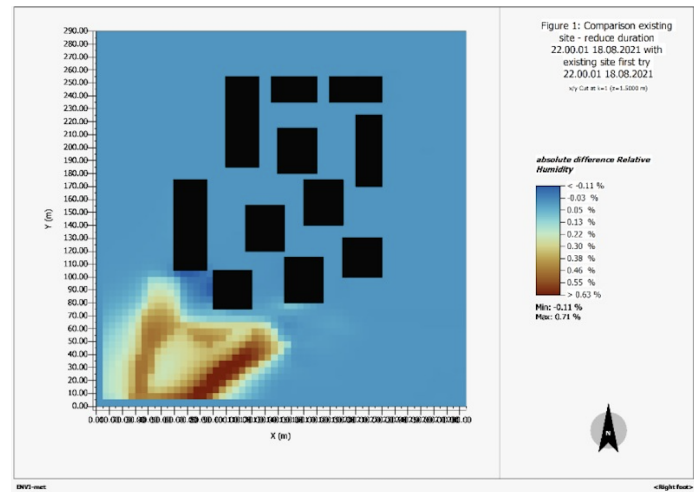 Figure 1: Comparison existing
site - reduce duration
22.00.01 18.08.2021 with
existing site first try
22.00.01 18.08.2021
x/y Cut at k=1 (z=1.5000 m)
absolute difference Relative
Humidity
< -0.11 %
-0.03 %
0.05 %
0.13 %
0.22 %
0.30 %
0.38 %
0.46 %
0.55 %
> 0.63 %
Min: -0.11 %
Max: 0.71 %
N
Y (m)
290.00
280.00
270.00
260.00
250.00
240.00
230.00
220.00
210.00
200.00
190.00
180.00
170.00
160.00
150.00
140.00
130.00
120.00
110.00
100.00
90.00
80.00
70.00
60.00
50.00
40.00
30.00
20.00
10.00
0.00
X (m)
ENVI-met
<Right foot>